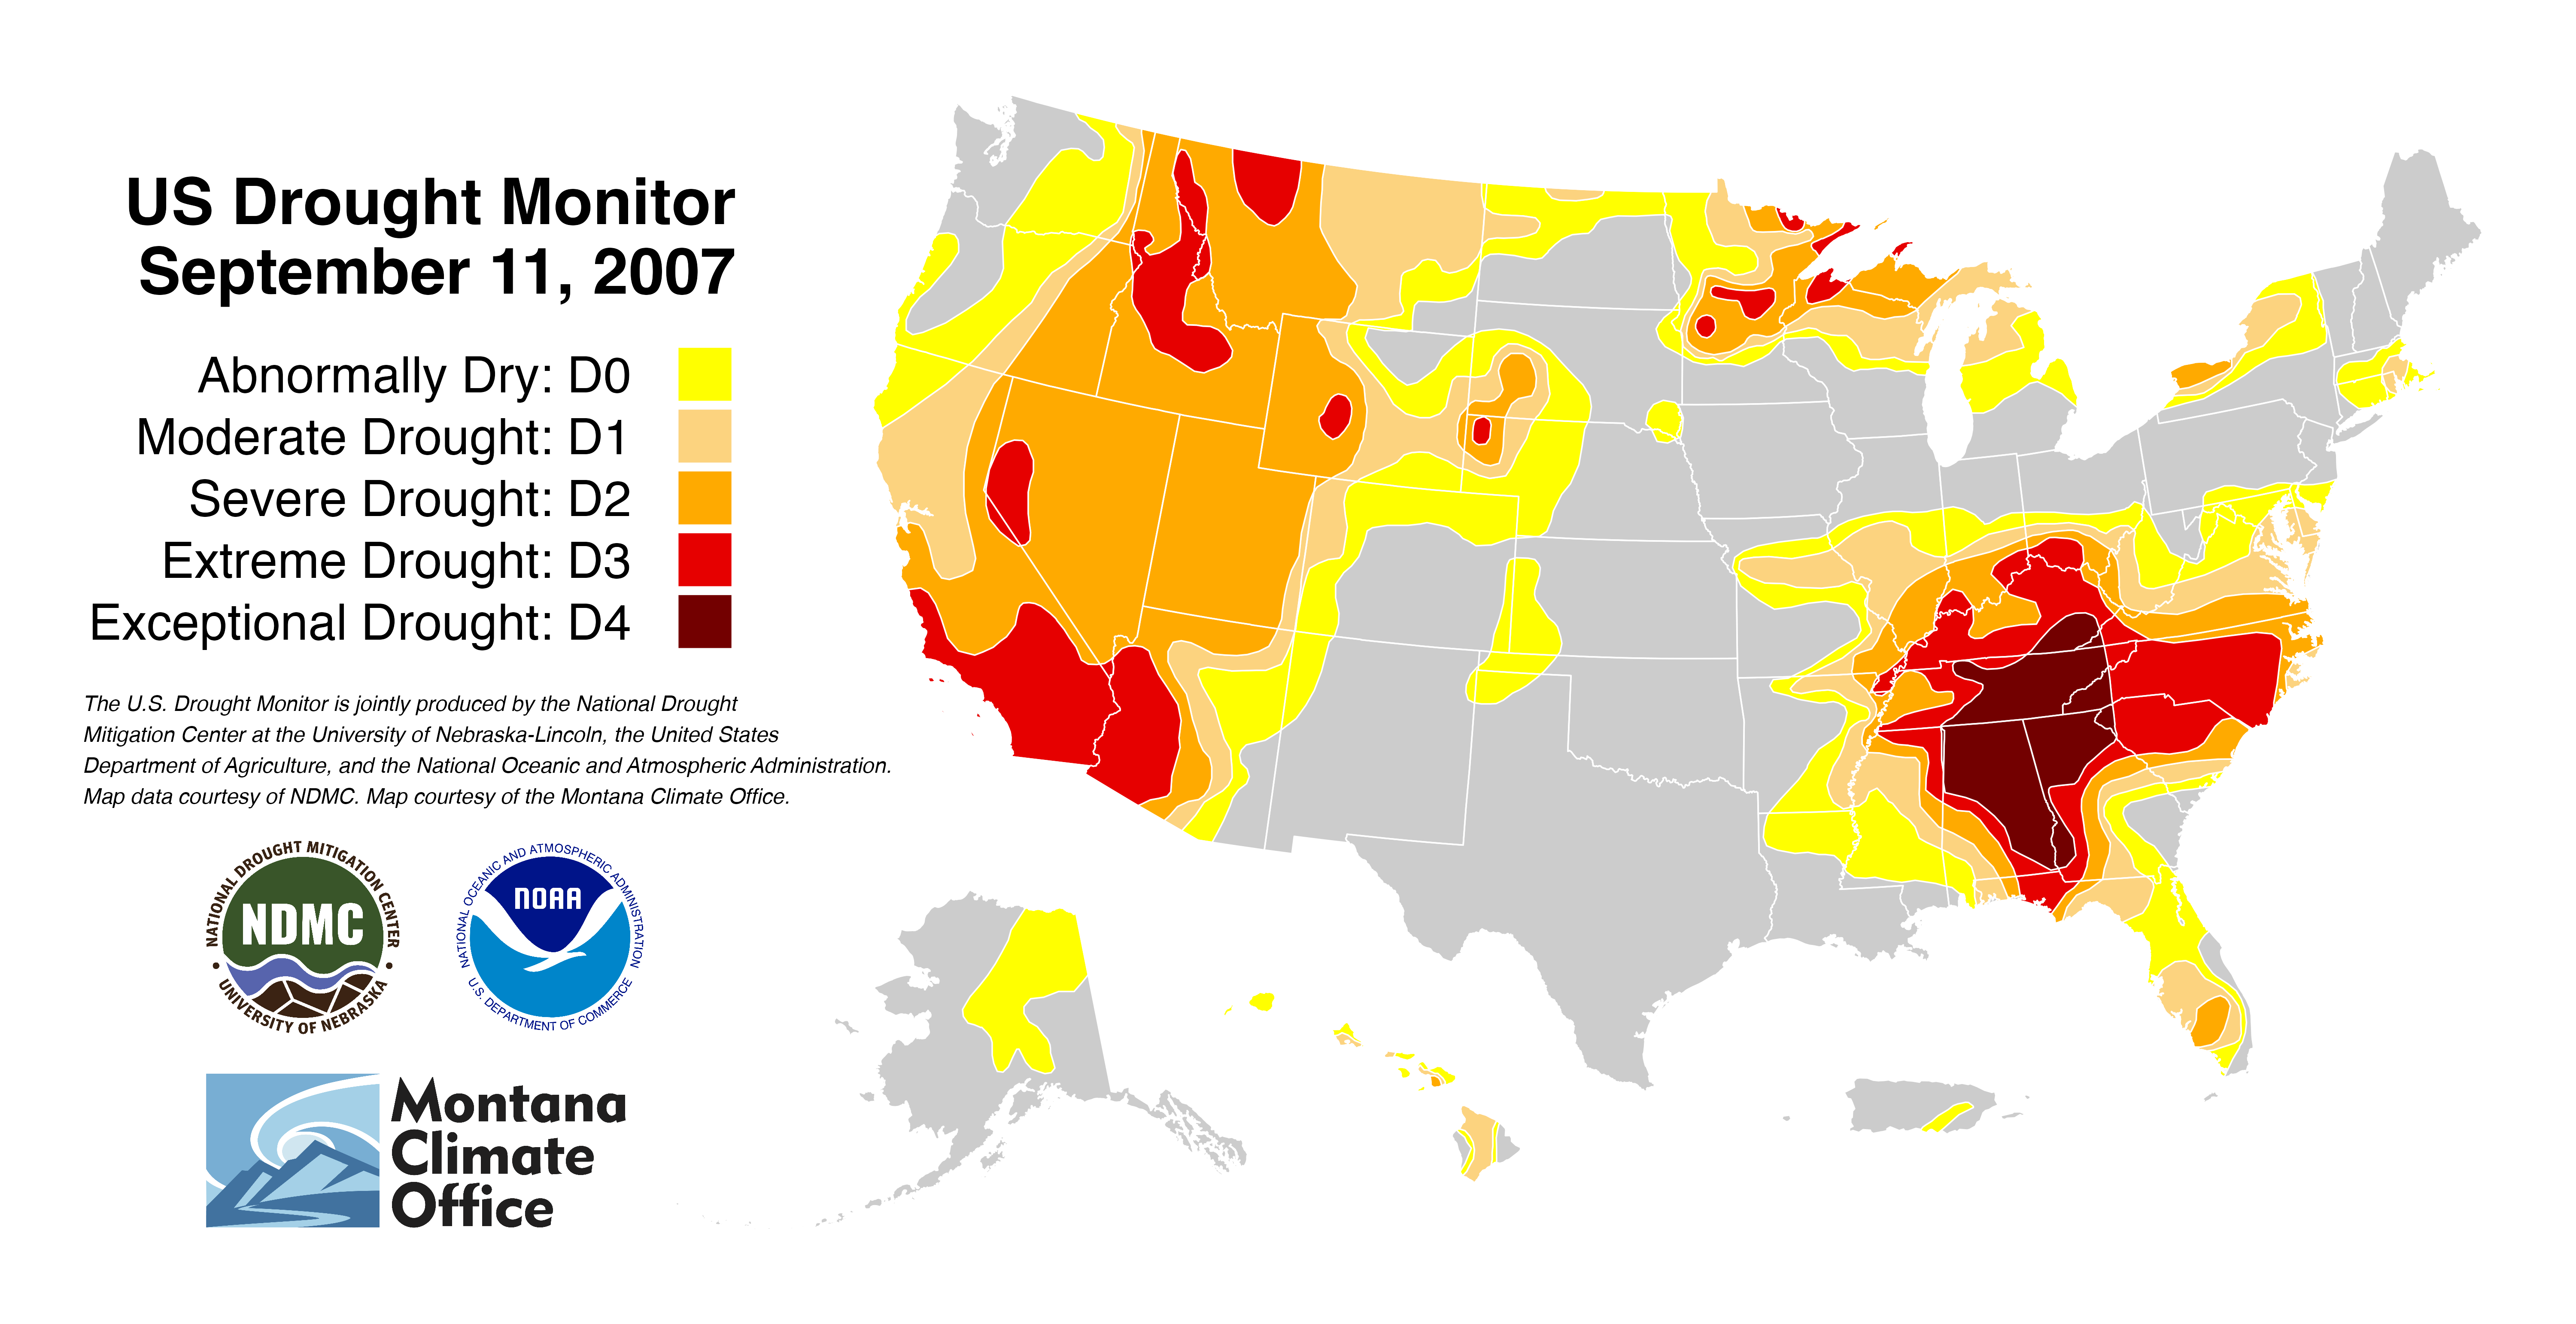 US Drought Monitor
September 11, 2007
Abnormally Dry: D0
Moderate Drought: D1
Severe Drought: D2
Extreme Drought: D3
Exceptional Drought: D4
The U.S. Drought Monitor is jointly produced by the National Drought
Mitigation Center at the University of Nebraska-Lincoln, the United States
Department of Agriculture, and the National Oceanic and Atmospheric Administration.
Map data courtesy of NDMC. Map courtesy of the Montana Climate Office.
NATIONAL DROUGHT MITIGATION CENTER
NDMC
• UNIVERSITY OF NEBRASKA •
NATIONAL OCEANIC AND ATMOSPHERIC ADMINISTRATION
NOAA
U.S. DEPARTMENT OF COMMERCE
Montana
Climate
Office